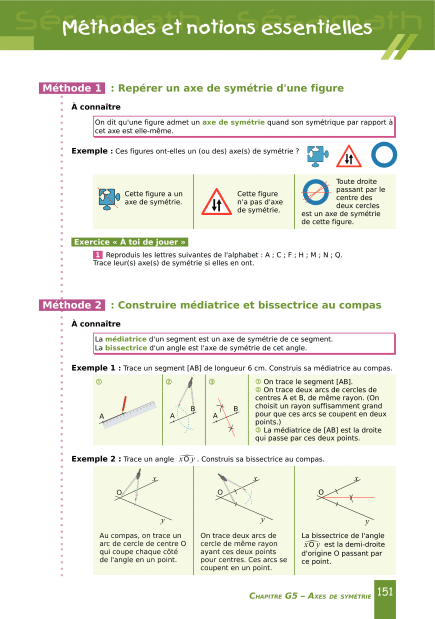 Méthodes et notions essentielles
Méthode 1 : Repérer un axe de symétrie d'une figure
À connaître
On dit qu'une figure admet un axe de symétrie quand son symétrique par rapport à
cet axe est elle-même.
Exemple : Ces figures ont-elles un (ou des) axe(s) de symétrie ?
Cette figure a un
axe de symétrie.
Cette figure
n'a pas d'axe
de symétrie.
Toute droite
passant par le
centre des
deux cercles
est un axe de symétrie
de cette figure.
Exercice « À toi de jouer »
1 Reproduis les lettres suivantes de l'alphabet : A ; C ; F ; H ; M ; N ; Q.
Trace leur(s) axe(s) de symétrie si elles en ont.
Méthode 2 : Construire médiatrice et bissectrice au compas
À connaître
La médiatrice d'un segment est un axe de symétrie de ce segment.
La bissectrice d'un angle est l'axe de symétrie de cet angle.
Exemple 1 : Trace un segment [AB] de longueur 6 cm. Construis sa médiatrice au compas.
① ② ③
A
A B
A B
① On trace le segment [AB].
② On trace deux arcs de cercles de
centres A et B, de même rayon. (On
choisit un rayon suffisamment grand
pour que ces arcs se coupent en deux
points.)
③ La médiatrice de [AB] est la droite
qui passe par ces deux points.
Exemple 2 : Trace un angle xOy. Construis sa bissectrice au compas.
O x y
O x y
O x y
Au compas, on trace un
arc de cercle de centre O
qui coupe chaque côté
de l'angle en un point.
On trace deux arcs de
cercle de même rayon
ayant ces deux points
pour centres. Ces arcs se
coupent en un point.
La bissectrice de l'angle
xOy est la demi-droite
d'origine O passant par
ce point.
Chapitre G5 – Axes de symétrie 151